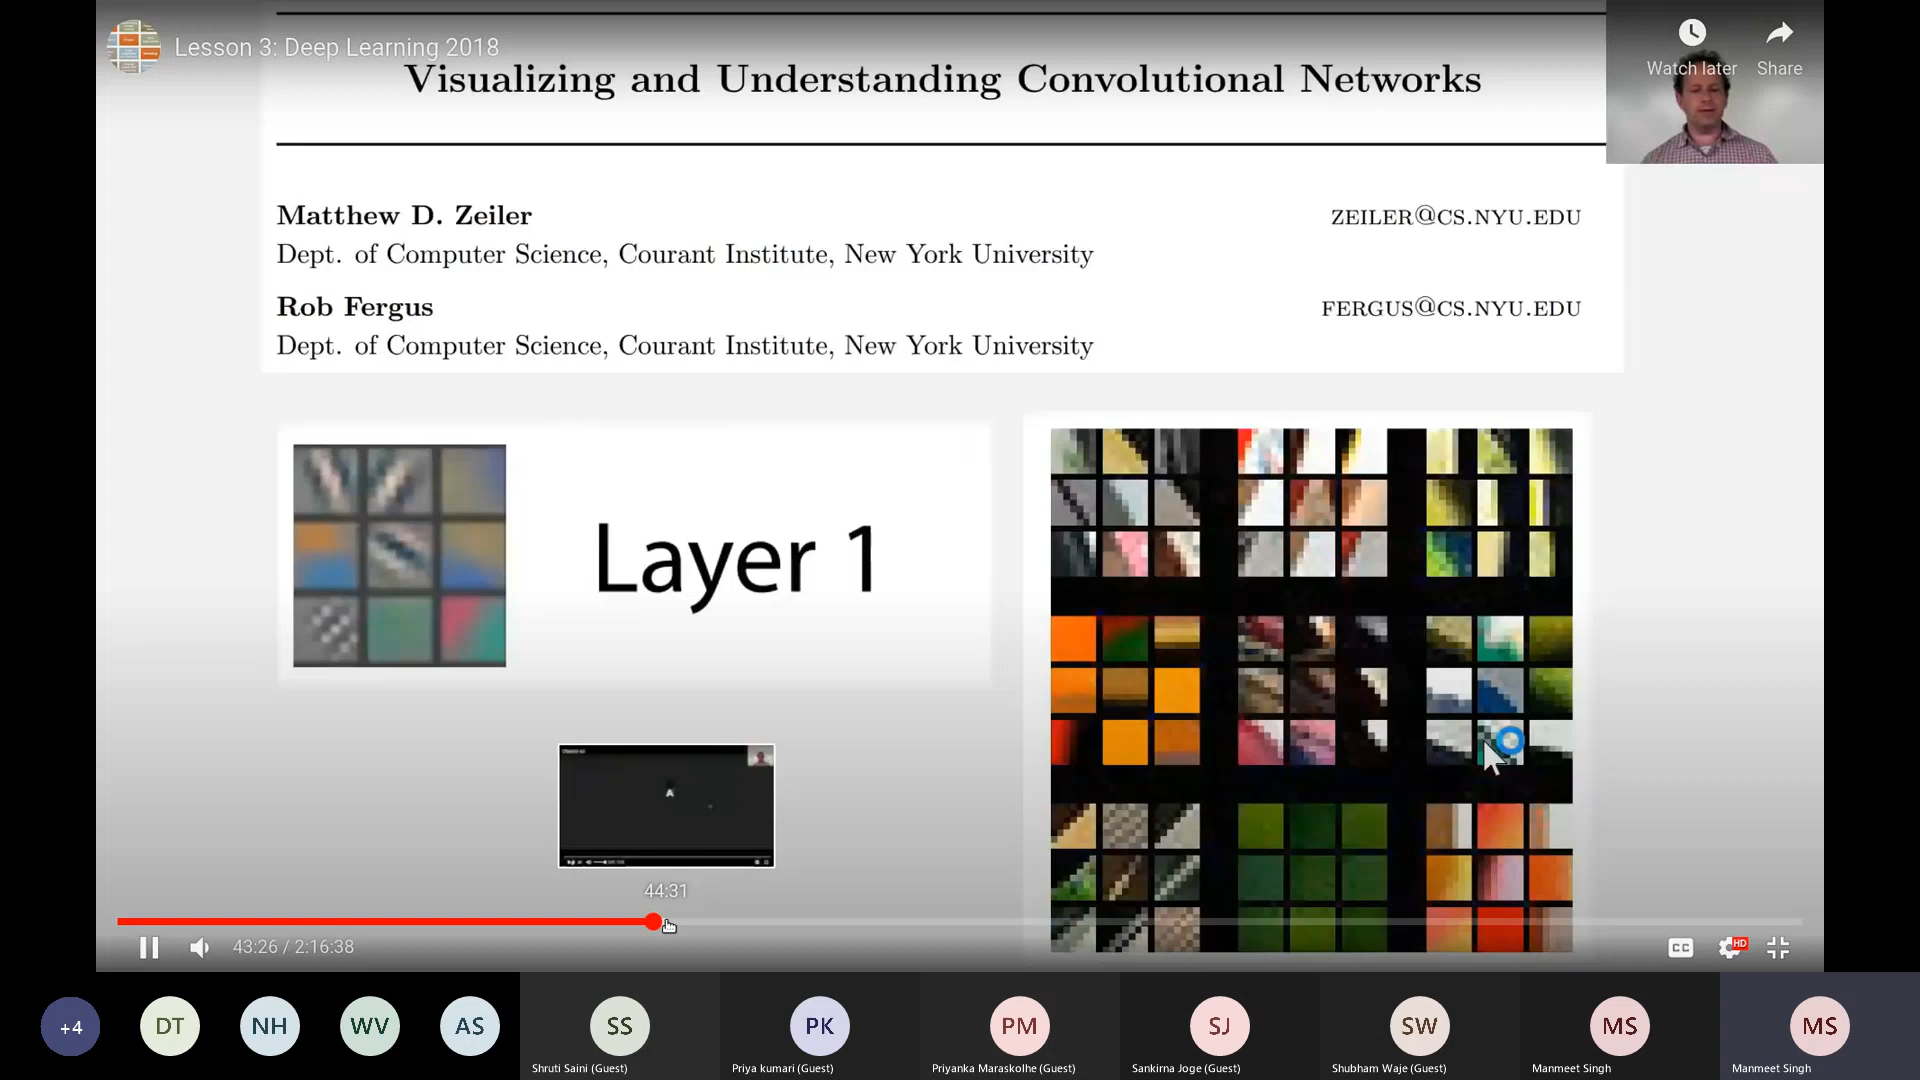 Lesson 3: Deep Learning 2018
Watch later
Share
Visualizing and Understanding Convolutional Networks
Matthew D. Zeiler
ZEILER@CS.NYU.EDU
Dept. of Computer Science, Courant Institute, New York University
Rob Fergus
FERGUS@CS.NYU.EDU
Dept. of Computer Science, Courant Institute, New York University
Layer 1
A
44:31
43:26 / 2:16:38
CC
HD
+4
DT
NH
WV
AS
SS
PK
PM
SJ
SW
MS
MS
Shruti Saini (Guest)
Priya kumari (Guest)
Priyanka Maraskolhe (Guest)
Sankirna Joge (Guest)
Shubham Waje (Guest)
Manmeet Singh
Manmeet Singh